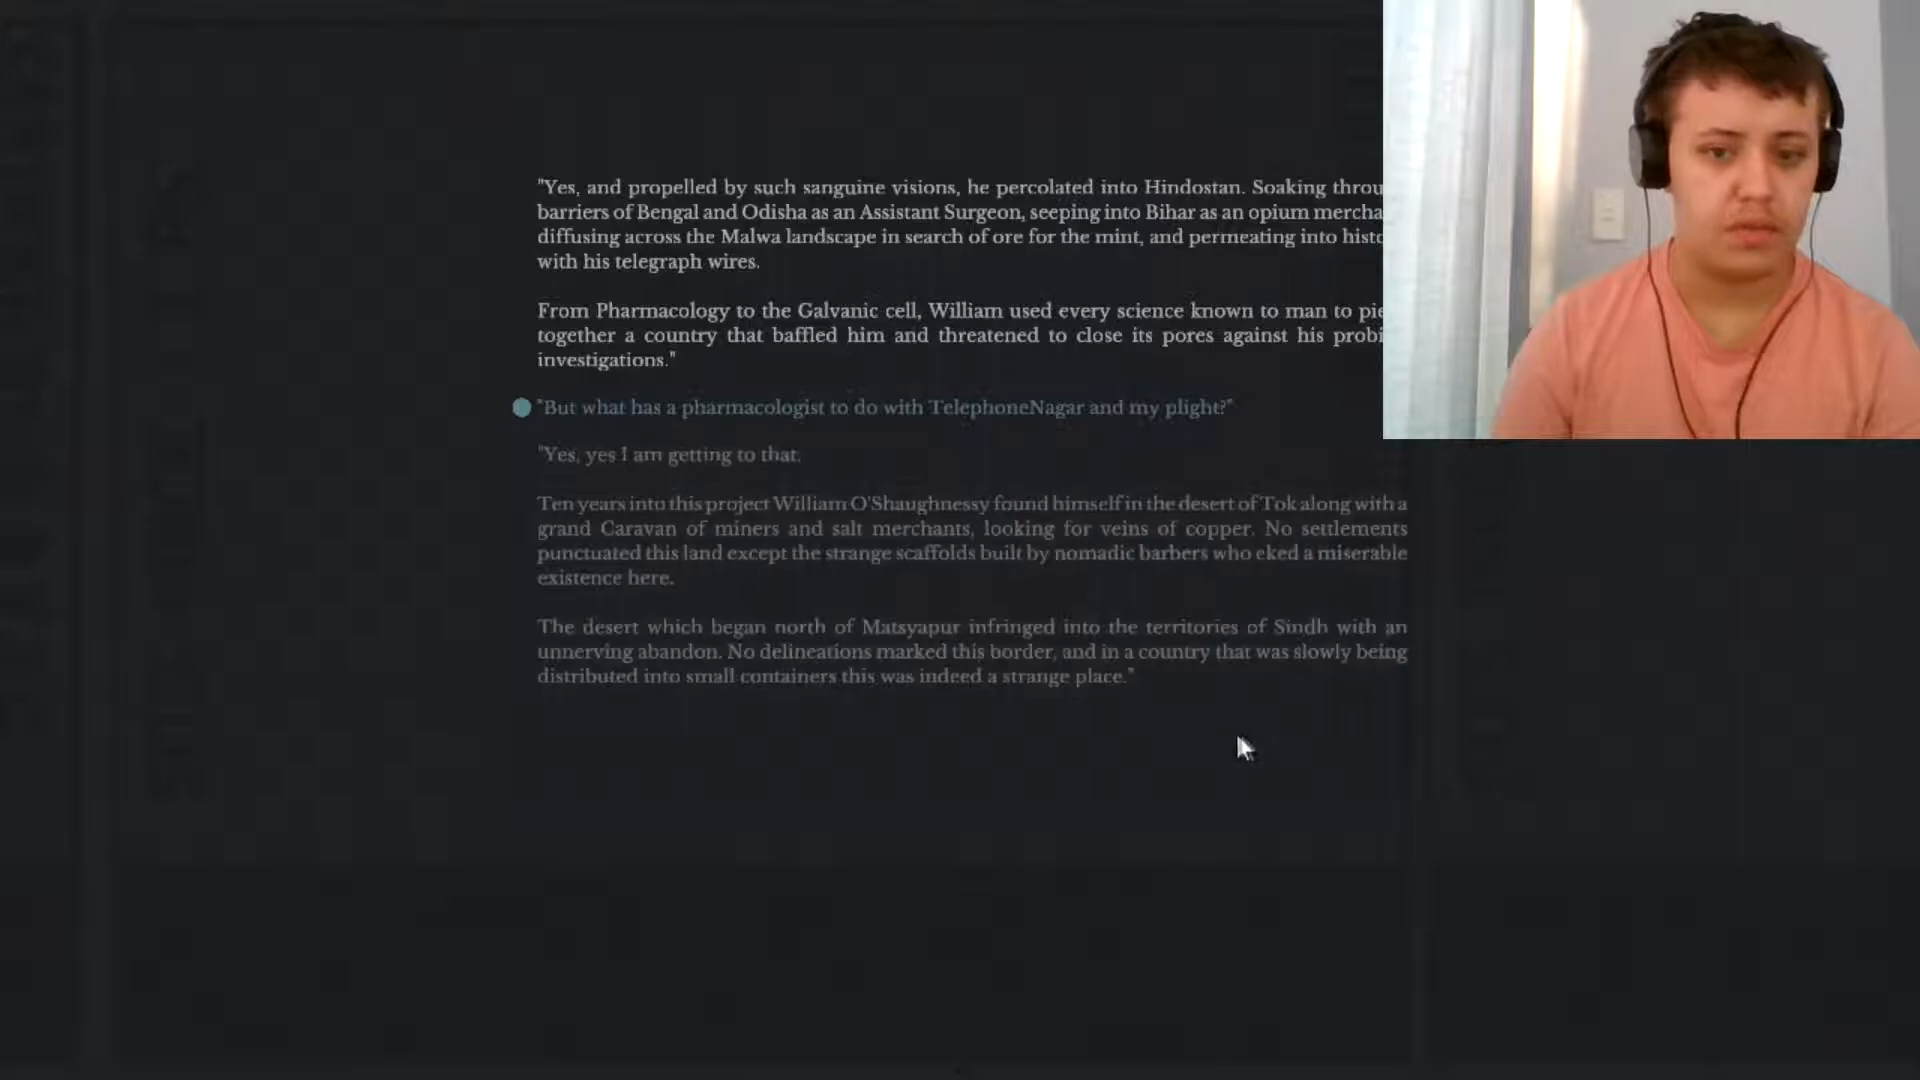 "Yes, and propelled by such sanguine visions, he percolated into Hindostan. Soaking
barriers of Bengal and Odisha as an Assistant Surgeon, seeping into Bihar as an opium
diffusing across the Malwa landscape in search of ore for the mint, and permeating into
with his telegraph wires.
From Pharmacology to the Galvanic cell, William used every science known to man to
together a country that baffled him and threatened to close its pores against his
investigations."
"But what has a pharmacologist to do with TelephoneNagar and my plight?"
"Yes, yes I am getting to that.
Ten years into this project William O'Shaughnessy found himself in the desert of Tok along with a
grand Caravan of miners and salt merchants, looking for veins of copper. No settlements
punctuated this land except the strange scaffolds built by nomadic barbers who eked a miserable
existence here.
The desert which began north of Matsyapur infringed into the territories of Sindh with an
unnerving abandon. No delineations marked this border, and in a country that was slowly being
distributed into small containers this was indeed a strange place."